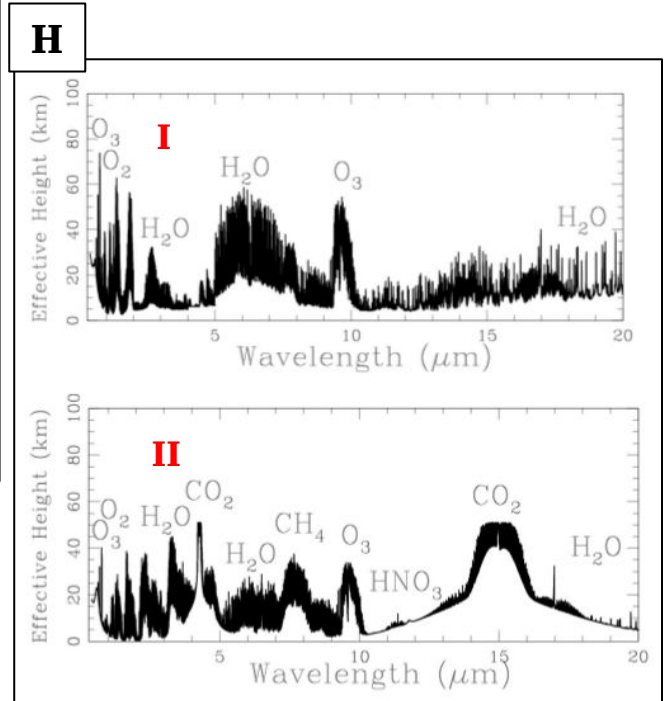 H
100
80
60
40
20
0
Effective Height (km)
O3
O2
I
H2O
H2O
O3
H2O
5
10
15
20
Wavelength (μm)
100
80
60
40
20
0
Effective Height (km)
II
O2
O3
H2O
CO2
H2O
CH4
O3
HNO3
CO2
H2O
5
10
15
20
Wavelength (μm)